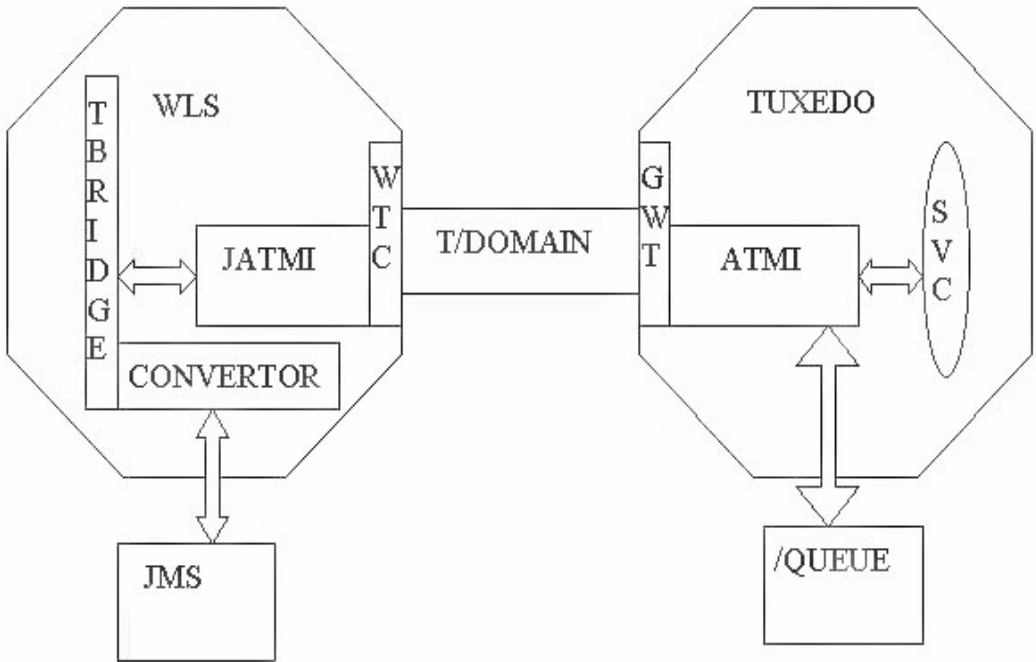 WLS
TBRIDGE
JATMI
WTC
CONVERTOR
JMS
T/DOMAIN
TUXEDO
GWT
ATMI
SVC
/QUEUE